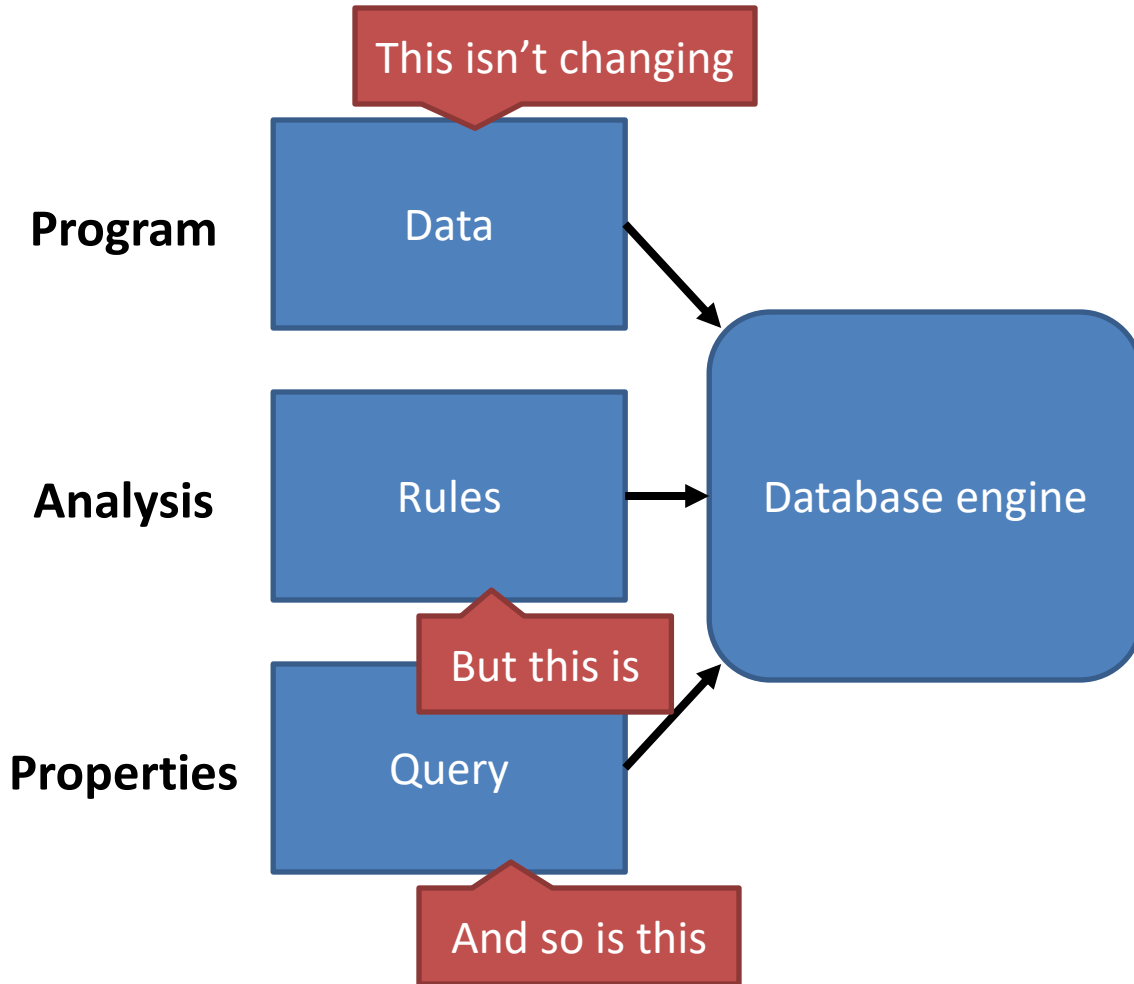 This isn’t changing
Program
Data
Analysis
Rules
Database engine
But this is
Properties
Query
And so is this